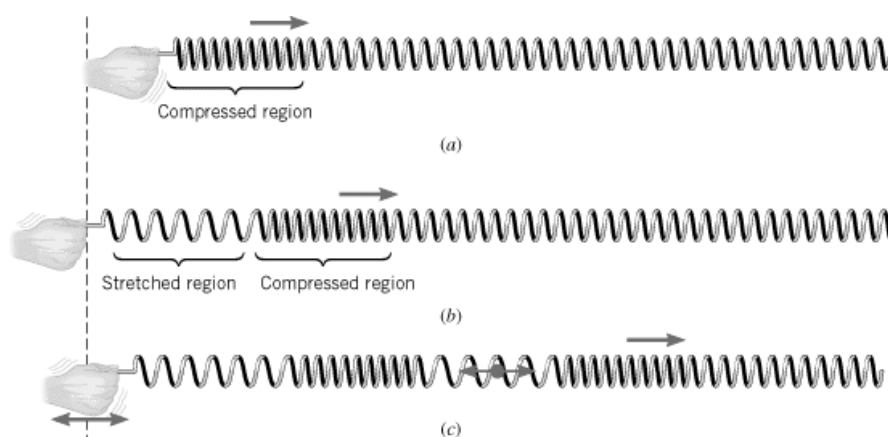 Compressed region
(a)
Stretched region Compressed region
(b)
(c)